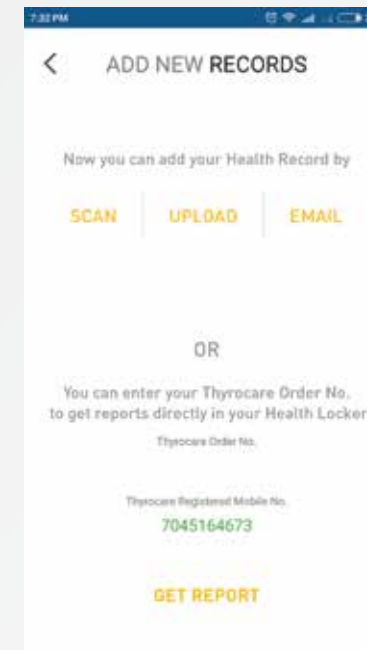 7:32 PM
ADD NEW RECORDS
Now you can add your Health Record by
SCAN UPLOAD EMAIL
OR
You can enter your Thyrocare Order No.
to get reports directly in your Health Locker
Thyrocare Order No.
Thyrocare Registered Mobile No.
7045164673
GET REPORT